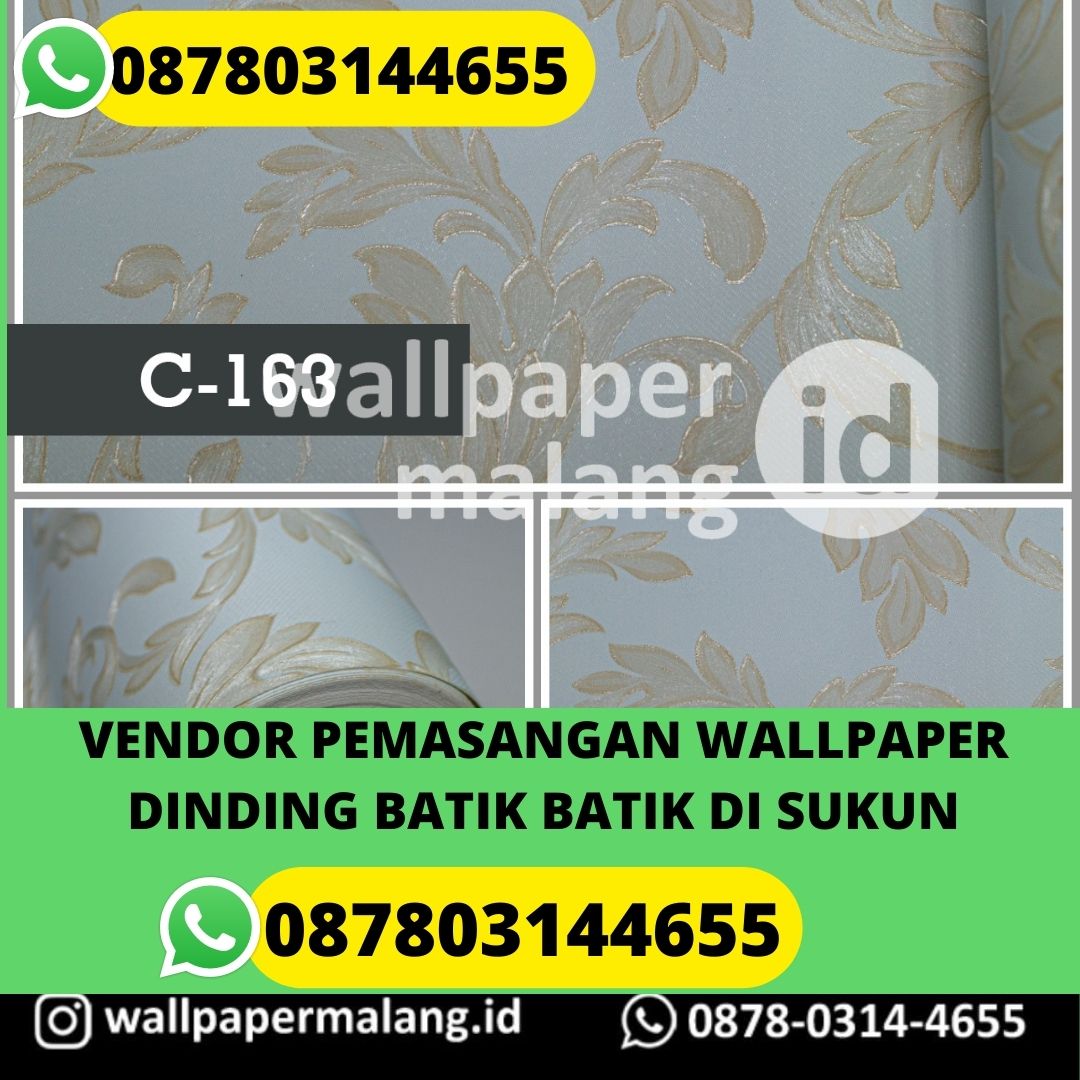 087803144655
C-163
wallpaper
malang
id
VENDOR PEMASANGAN WALLPAPER
DINDING BATIK BATIK DI SUKUN
087803144655
wallpapermalang.id
0878-0314-4655